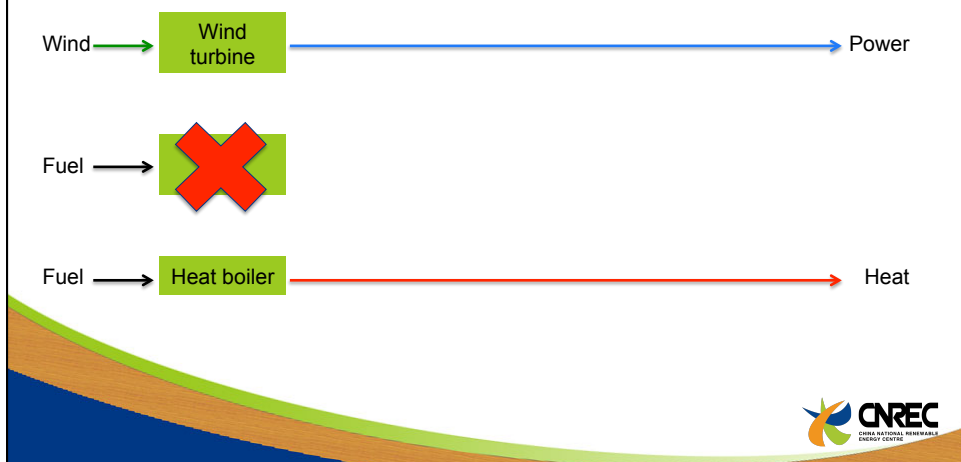 Wind
Wind
turbine
Power
Fuel
Fuel
Heat boiler
Heat
CNREC
CHINA NATIONAL RENEWABLE
ENERGY CENTRE